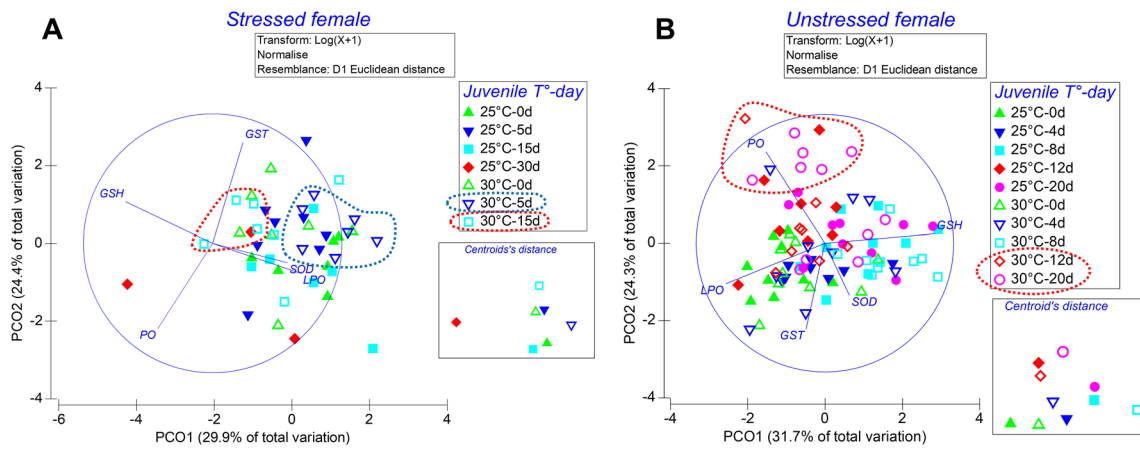 A
Stressed female
Transform: Log(X+1)
Normalise
Resemblance: D1 Euclidean distance
Juvenile T°-day
25°C-0d
25°C-5d
25°C-15d
25°C-30d
30°C-0d
30°C-5d
30°C-15d
Centroids's distance
GST
GSH
SOD
LPO
PO
PCO2 (24.4% of total variation)
4
2
0
-2
-4
-6
-4
-2
0
2
4
PCO1 (29.9% of total variation)
B
Unstressed female
Transform: Log(X+1)
Normalise
Resemblance: D1 Euclidean distance
Juvenile T°-day
25°C-0d
25°C-4d
25°C-8d
25°C-12d
25°C-20d
30°C-0d
30°C-4d
30°C-8d
30°C-12d
30°C-20d
Centroid's distance
PO
GSH
LPO
SOD
GST
PCO2 (24.3% of total variation)
4
2
0
-2
-4
-4
-2
0
2
4
PCO1 (31.7% of total variation)